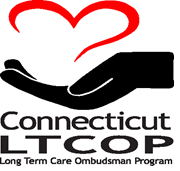 Connecticut
LTCOP
Long Term Care Ombudsman Program